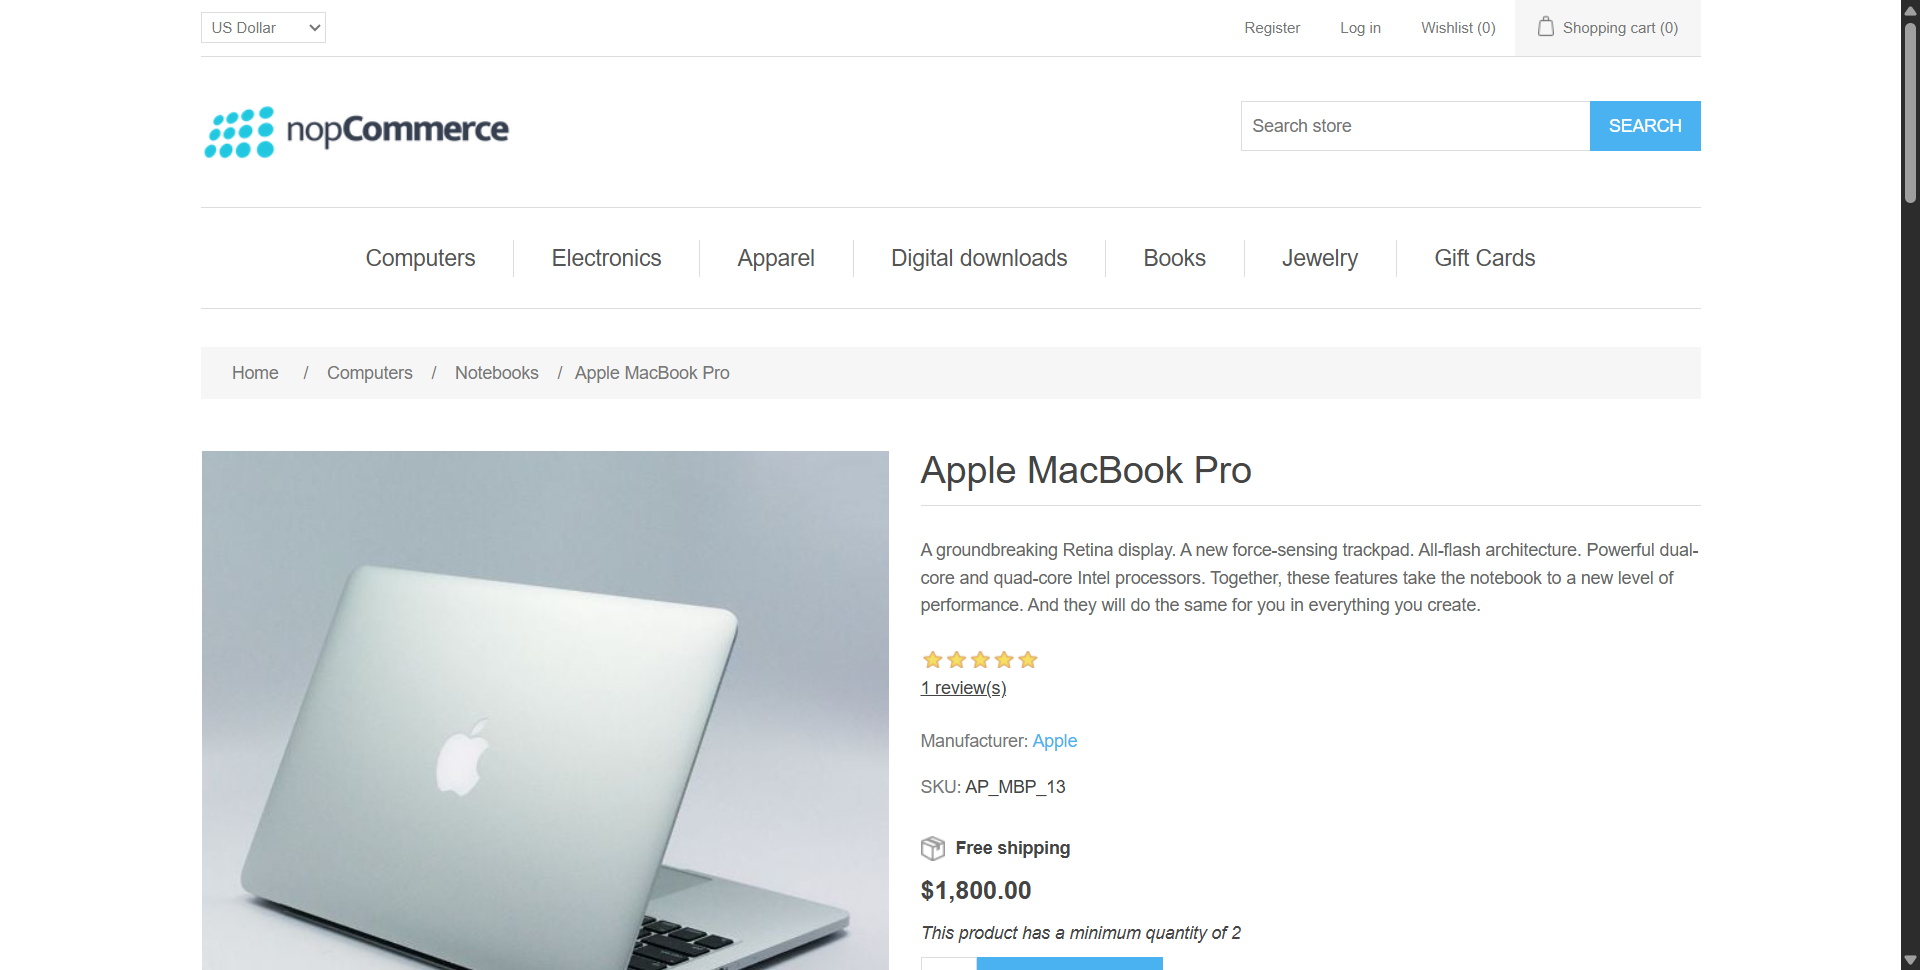 US Dollar
Register
Log in
Wishlist (0)
Shopping cart (0)
nopCommerce
Search store
SEARCH
Computers
Electronics
Apparel
Digital downloads
Books
Jewelry
Gift Cards
Home / Computers / Notebooks / Apple MacBook Pro
Apple MacBook Pro
A groundbreaking Retina display. A new force-sensing trackpad. All-flash architecture. Powerful dual-
core and quad-core Intel processors. Together, these features take the notebook to a new level of
performance. And they will do the same for you in everything you create.
1 review(s)
Manufacturer: Apple
SKU: AP_MBP_13
Free shipping
$1,800.00
This product has a minimum quantity of 2